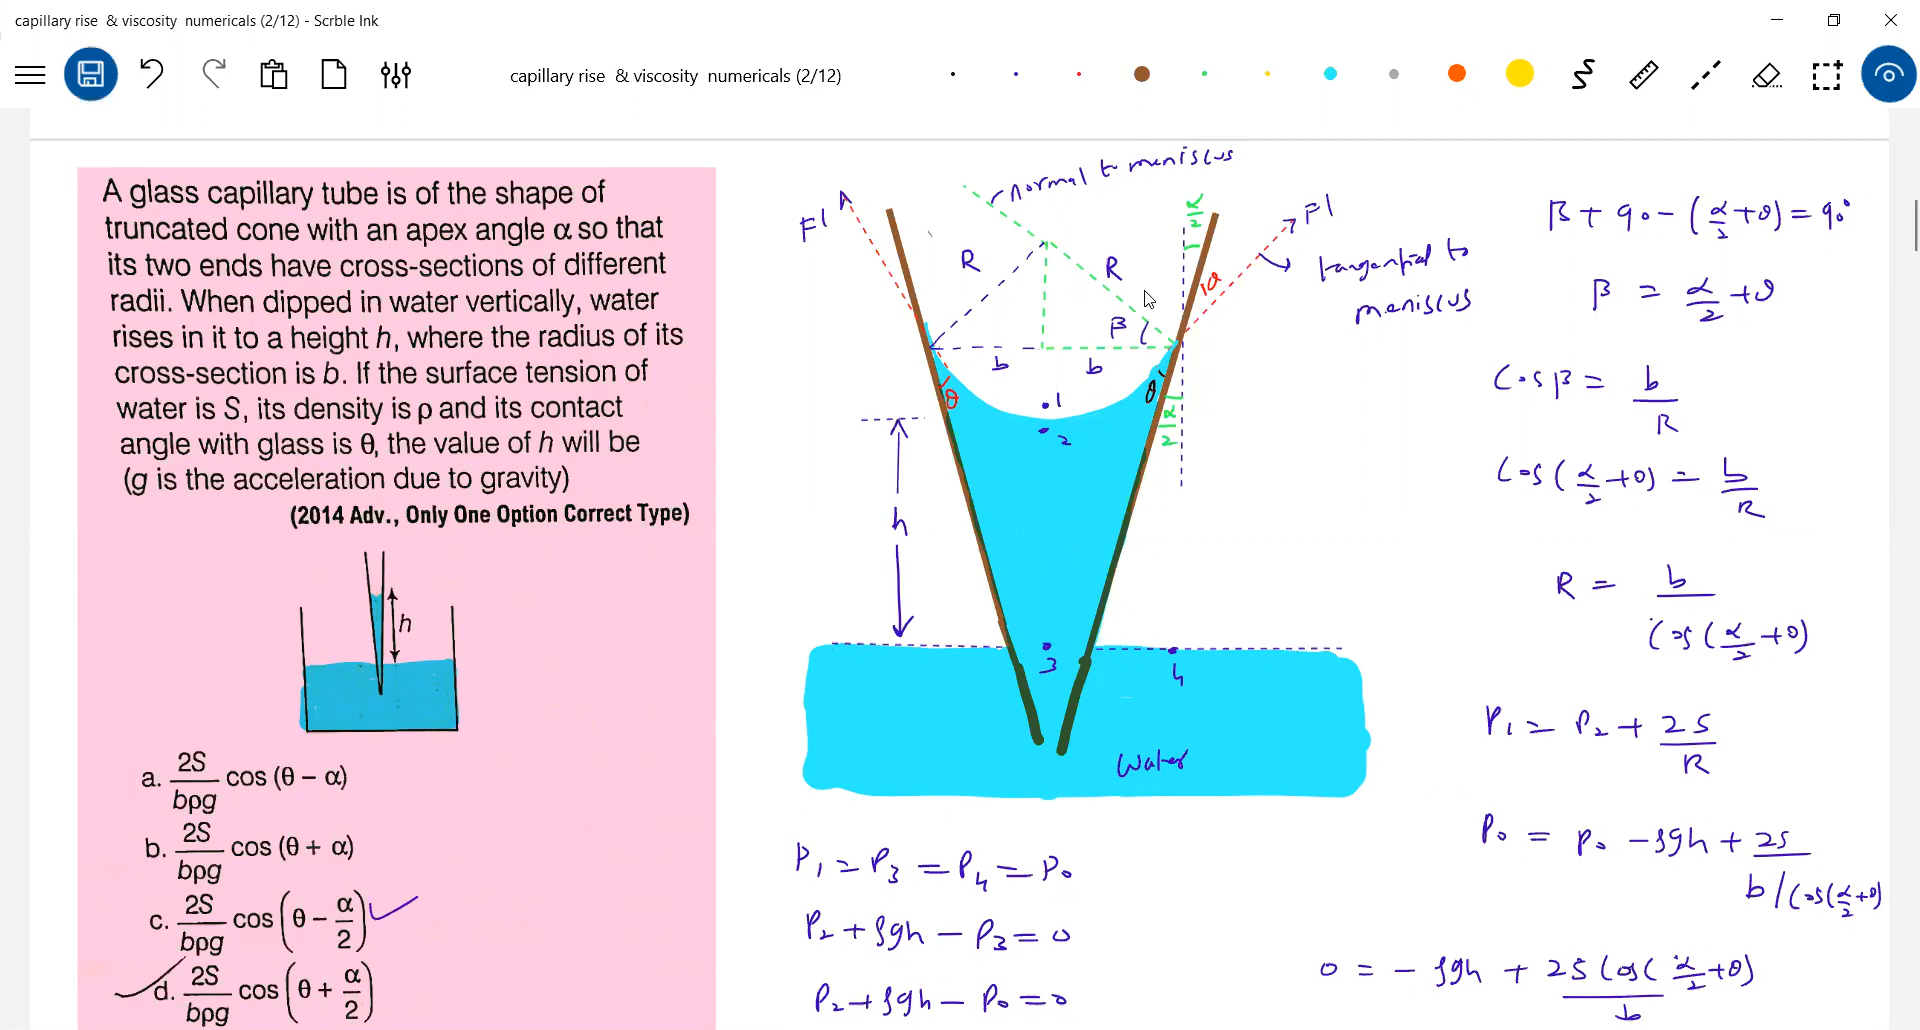 capillary rise & viscosity numericals (2/12) - Scrble Ink
capillary rise & viscosity numericals (2/12)
A glass capillary tube is of the shape of
truncated cone with an apex angle α so that
its two ends have cross-sections of different
radii. When dipped in water vertically, water
rises in it to a height h, where the radius of its
cross-section is b. If the surface tension of
water is S, its density is ρ and its contact
angle with glass is θ, the value of h will be
(g is the acceleration due to gravity)
(2014 Adv., Only One Option Correct Type)
h
a. 2S/bρg cos (θ − α)
b. 2S/bρg cos (θ + α)
c. 2S/bρg cos (θ − α/2)
d. 2S/bρg cos (θ + α/2)
normal to meniscus
Fl
Fl
α/2
R
R
θ
tangential to
meniscus
β
b
b
θ
θ
α/2
1
2
h
3
4
Water
P₁ = P₃ = P₄ = P₀
P₂ + ρgh − P₃ = 0
P₂ + ρgh − P₀ = 0
β + 90 − (α/2 + θ) = 90°
β = α/2 + θ
Cos β = b/R
Cos (α/2 + θ) = b/R
R = b/Cos (α/2 + θ)
P₁ = P₂ + 2S/R
P₀ = P₀ − ρgh + 2S/b/Cos(α/2 + θ)
0 = − ρgh + 2S Cos( α/2 + θ)/b